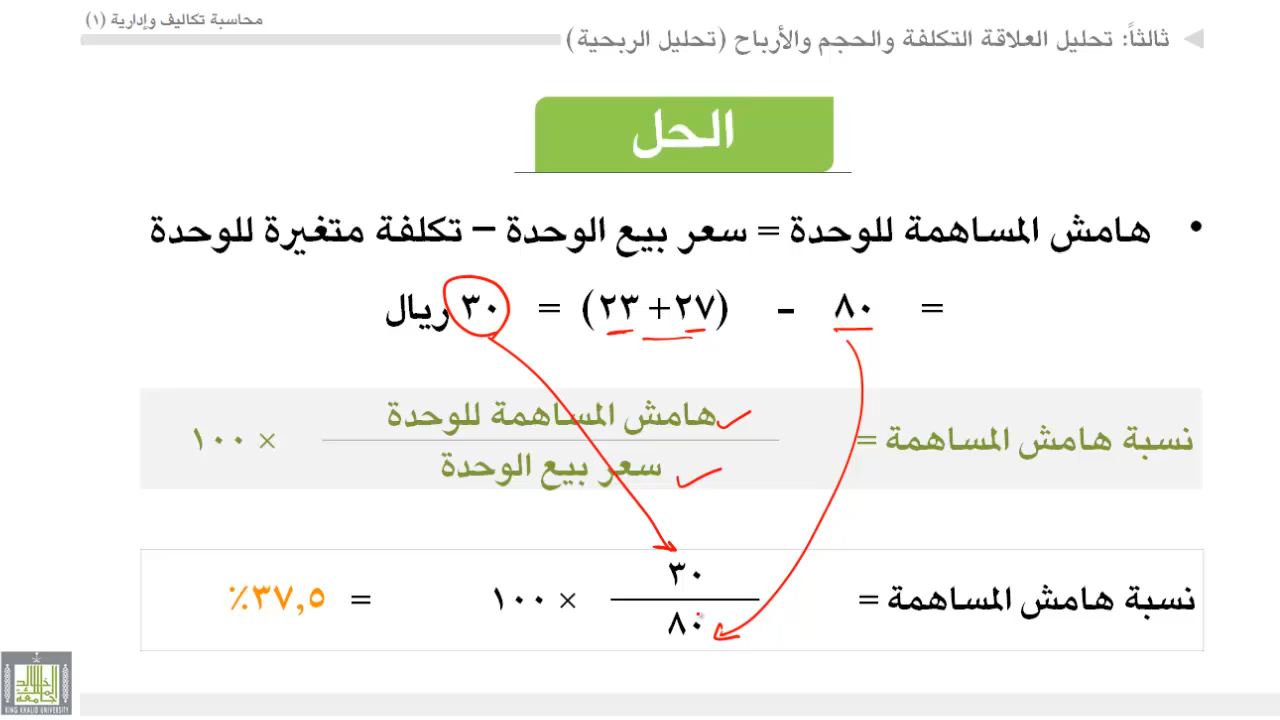 محاسبة تكاليف وإدارية (١)
ثالثاً: تحليل العلاقة التكلفة والحجم والأرباح (تحليل الربحية)
الحل
• هامش المساهمة للوحدة = سعر بيع الوحدة – تكلفة متغيرة للوحدة
= ٨٠ - (٢٧+ ٢٣) = ٣٠ ريال
هامش المساهمة للوحدة
نسبة هامش المساهمة = × ١٠٠
سعر بيع الوحدة
٣٠
نسبة هامش المساهمة = × ١٠٠ = ٣٧,٥٪
٨٠
KING KHALID UNIVERSITY